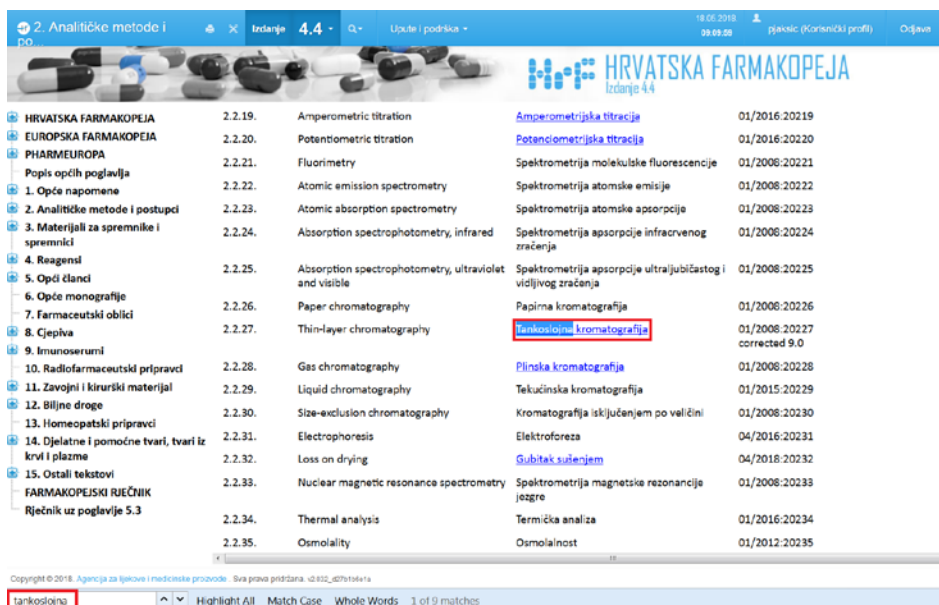 2. Analitičke metode i po...
Izdanje 4.4
Upute i podrška
18.05.2018.
09:09:59
pjaksic (Korisnički profil)
Odjava
HRVATSKA FARMAKOPEJA
Izdanje 4.4
HRVATSKA FARMAKOPEJA
EUROPSKA FARMAKOPEJA
PHARMEUROPA
Popis općih poglavlja
1. Opće napomene
2. Analitičke metode i postupci
3. Materijali za spremnike i
spremnici
4. Reagensi
5. Opći članci
6. Opće monografije
7. Farmaceutski oblici
8. Cjepiva
9. Imunoserumi
10. Radiofarmaceutski pripravci
11. Zavojni i kirurški materijal
12. Biljne droge
13. Homeopatski pripravci
14. Djelatne i pomoćne tvari, tvari iz
krvi i plazme
15. Ostali tekstovi
FARMAKOPEJSKI RJEČNIK
Rječnik uz poglavlje 5.3
2.2.19. Amperometric titration Amperometrijska titracija 01/2016:20219
2.2.20. Potentiometric titration Potenciometrijska titracija 01/2016:20220
2.2.21. Fluorimetry Spektrometrija molekulske fluorescencije 01/2008:20221
2.2.22. Atomic emission spectrometry Spektrometrija atomske emisije 01/2008:20222
2.2.23. Atomic absorption spectrometry Spektrometrija atomske apsorpcije 01/2008:20223
2.2.24. Absorption spectrophotometry, infrared Spektrometrija apsorpcije infracrvenog 01/2008:20224
zračenja
2.2.25. Absorption spectrophotometry, ultraviolet Spektrometrija apsorpcije ultraljubičastog i 01/2008:20225
and visible vidljivog zračenja
2.2.26. Paper chromatography Papirna kromatografija 01/2008:20226
2.2.27. Thin-layer chromatography Tankoslojna kromatografija 01/2008:20227
corrected 9.0
2.2.28. Gas chromatography Plinska kromatografija 01/2008:20228
2.2.29. Liquid chromatography Tekućinska kromatografija 01/2015:20229
2.2.30. Size-exclusion chromatography Kromatografija isključenjem po veličini 01/2008:20230
2.2.31. Electrophoresis Elektroforeza 04/2016:20231
2.2.32. Loss on drying Gubitak sušenjem 04/2018:20232
2.2.33. Nuclear magnetic resonance spectrometry Spektrometrija magnetske rezonancije 01/2008:20233
jezgre
2.2.34. Thermal analysis Termička analiza 01/2016:20234
2.2.35. Osmolality Osmolalnost 01/2012:20235
Copyright © 2018. Agencija za lijekove i medicinske proizvode. Sva prava pridržana.
tankoslojna Highlight All Match Case Whole Words 1 of 9 matches